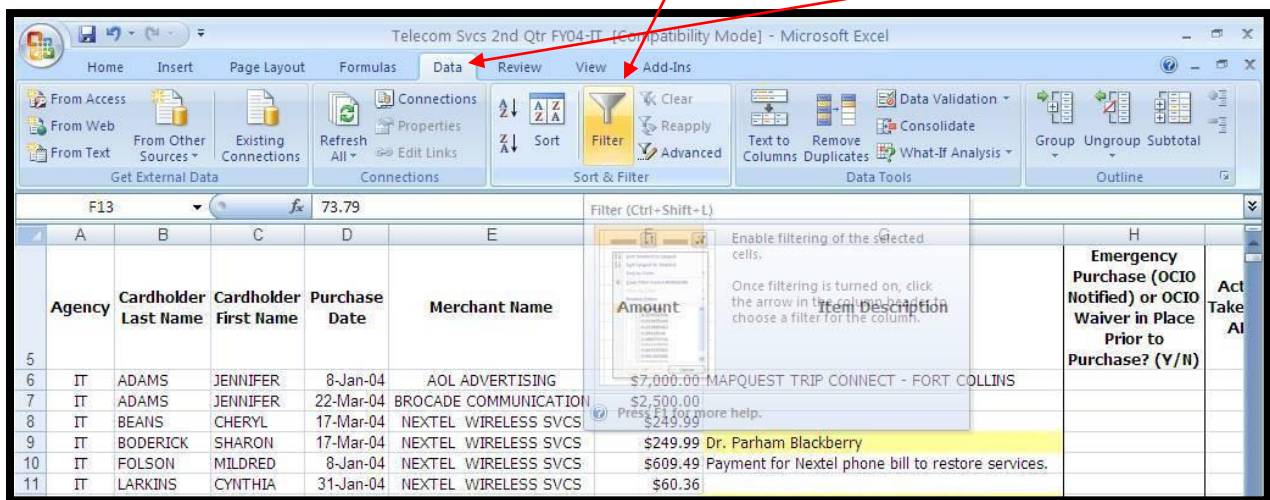 Telecom Svcs 2nd Qtr FY04-IT [Compatibility Mode] - Microsoft Excel
Home Insert Page Layout Formulas Data Review View Add-Ins
From Access
From Web
From Text
From Other Sources
Existing Connections
Get External Data
Refresh All
Connections
Properties
Edit Links
Connections
Sort
Filter
Clear
Reapply
Advanced
Sort & Filter
Text to Columns
Remove Duplicates
Data Validation
Consolidate
What-If Analysis
Data Tools
Group Ungroup Subtotal
Outline
F13 fx 73.79
Filter (Ctrl+Shift+L)
Enable filtering of the selected cells.
Once filtering is turned on, click the arrow in the column header to choose a filter for the column.
Press F1 for more help.
A B C D E F G H
5 Agency Cardholder Last Name Cardholder First Name Purchase Date Merchant Name Amount Item Description Emergency Purchase (OCIO Notified) or OCIO Waiver in Place Prior to Purchase? (Y/N) Act Take Al
6 IT ADAMS JENNIFER 8-Jan-04 AOL ADVERTISING $7,000.00 MAPQUEST TRIP CONNECT - FORT COLLINS
7 IT ADAMS JENNIFER 22-Mar-04 BROCADE COMMUNICATION $2,500.00
8 IT BEANS CHERYL 17-Mar-04 NEXTEL WIRELESS SVCS $249.99
9 IT BODERICK SHARON 17-Mar-04 NEXTEL WIRELESS SVCS $249.99 Dr. Parham Blackberry
10 IT FOLSON MILDRED 8-Jan-04 NEXTEL WIRELESS SVCS $609.49 Payment for Nextel phone bill to restore services.
11 IT LARKINS CYNTHIA 31-Jan-04 NEXTEL WIRELESS SVCS $60.36